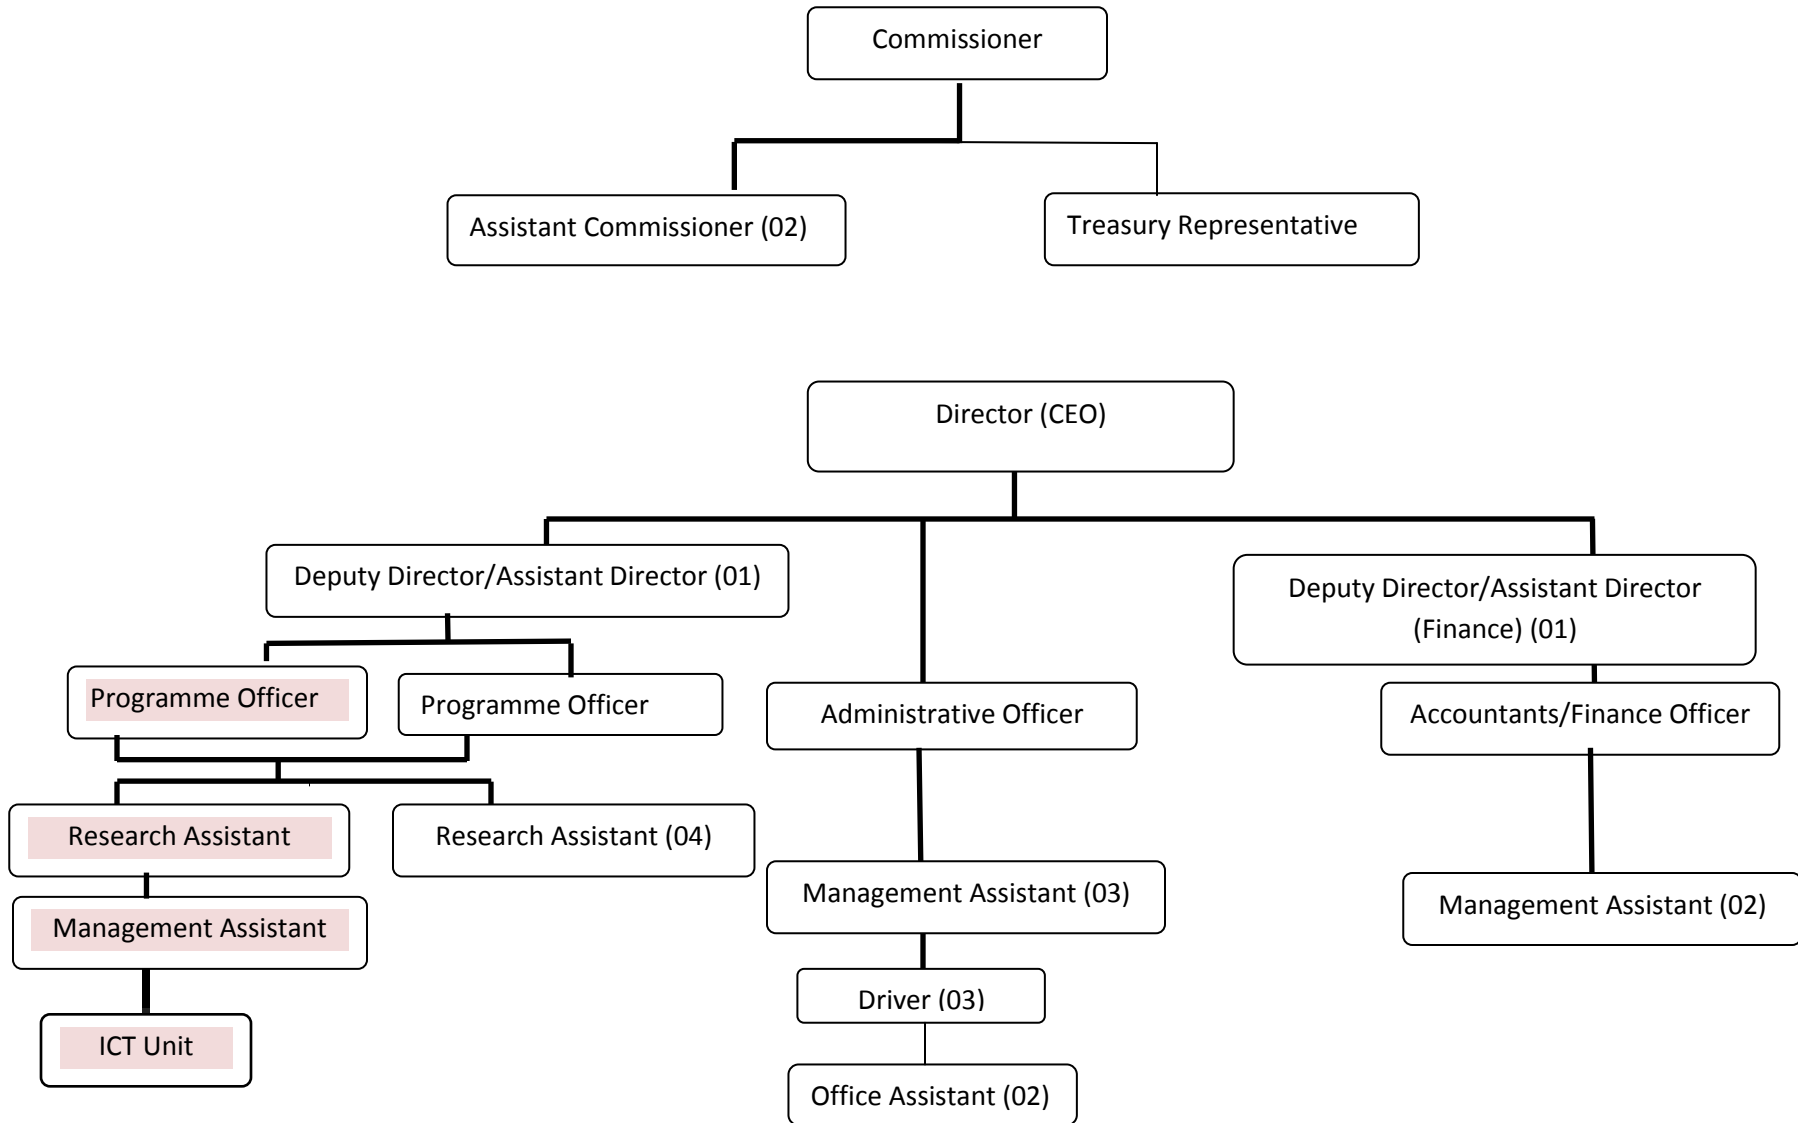 Commissioner
Assistant Commissioner (02)
Treasury Representative
Director (CEO)
Deputy Director/Assistant Director (01)
Deputy Director/Assistant Director
(Finance) (01)
Programme Officer
Programme Officer
Administrative Officer
Accountants/Finance Officer
Research Assistant
Research Assistant (04)
Management Assistant (03)
Management Assistant (02)
Management Assistant
Driver (03)
ICT Unit
Office Assistant (02)